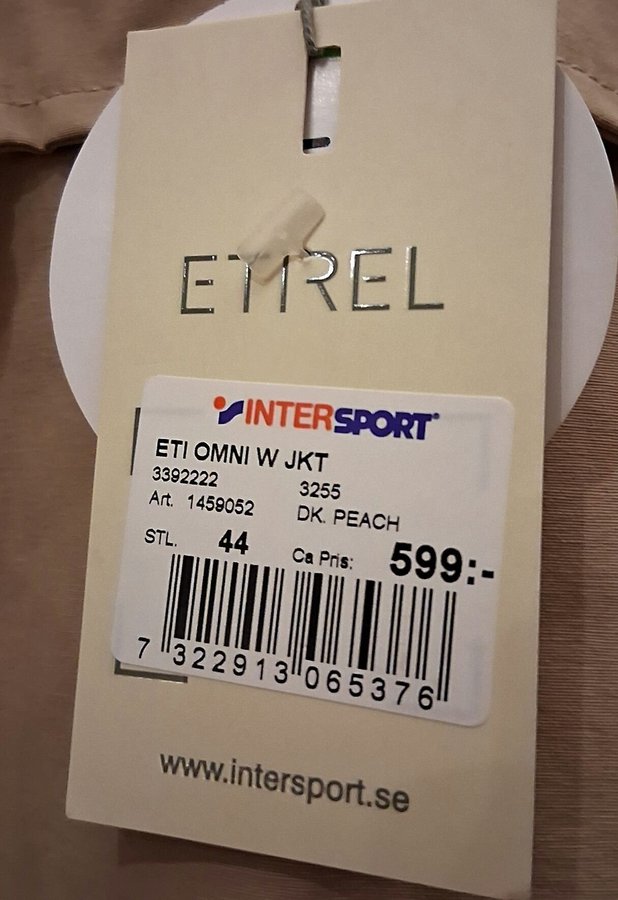 ETIREL
INTERSPORT®
ETI OMNI W JKT
3392222 3255
Art. 1459052 DK. PEACH
STL. 44 Ca Pris: 599:-
7 322913 065376
www.intersport.se